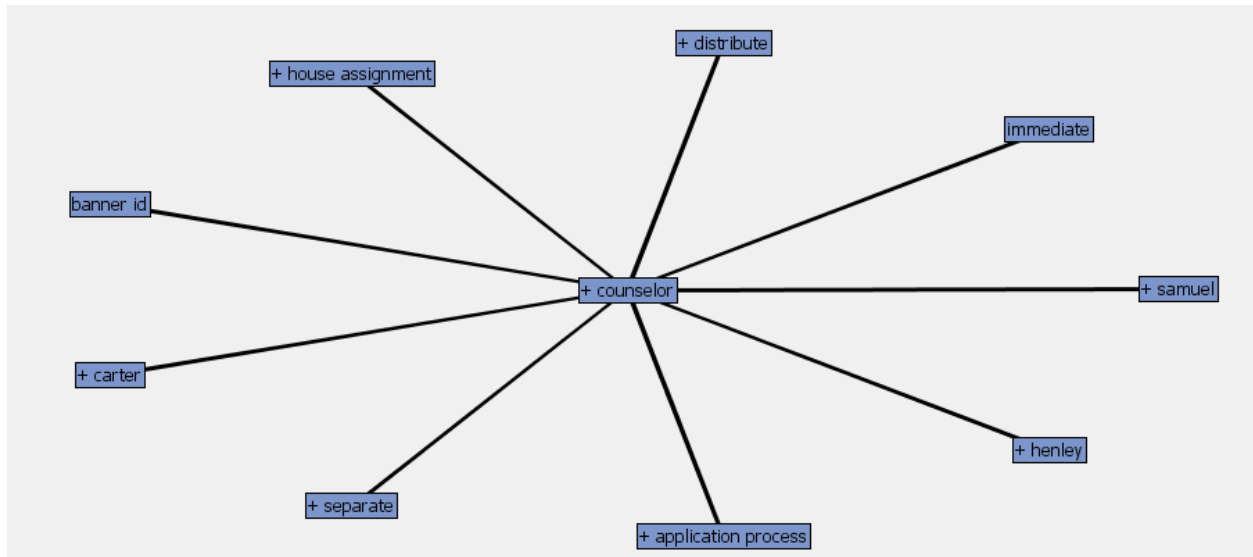 + distribute
+ house assignment
immediate
banner id
+ counselor
+ samuel
+ carter
+ henley
+ separate
+ application process